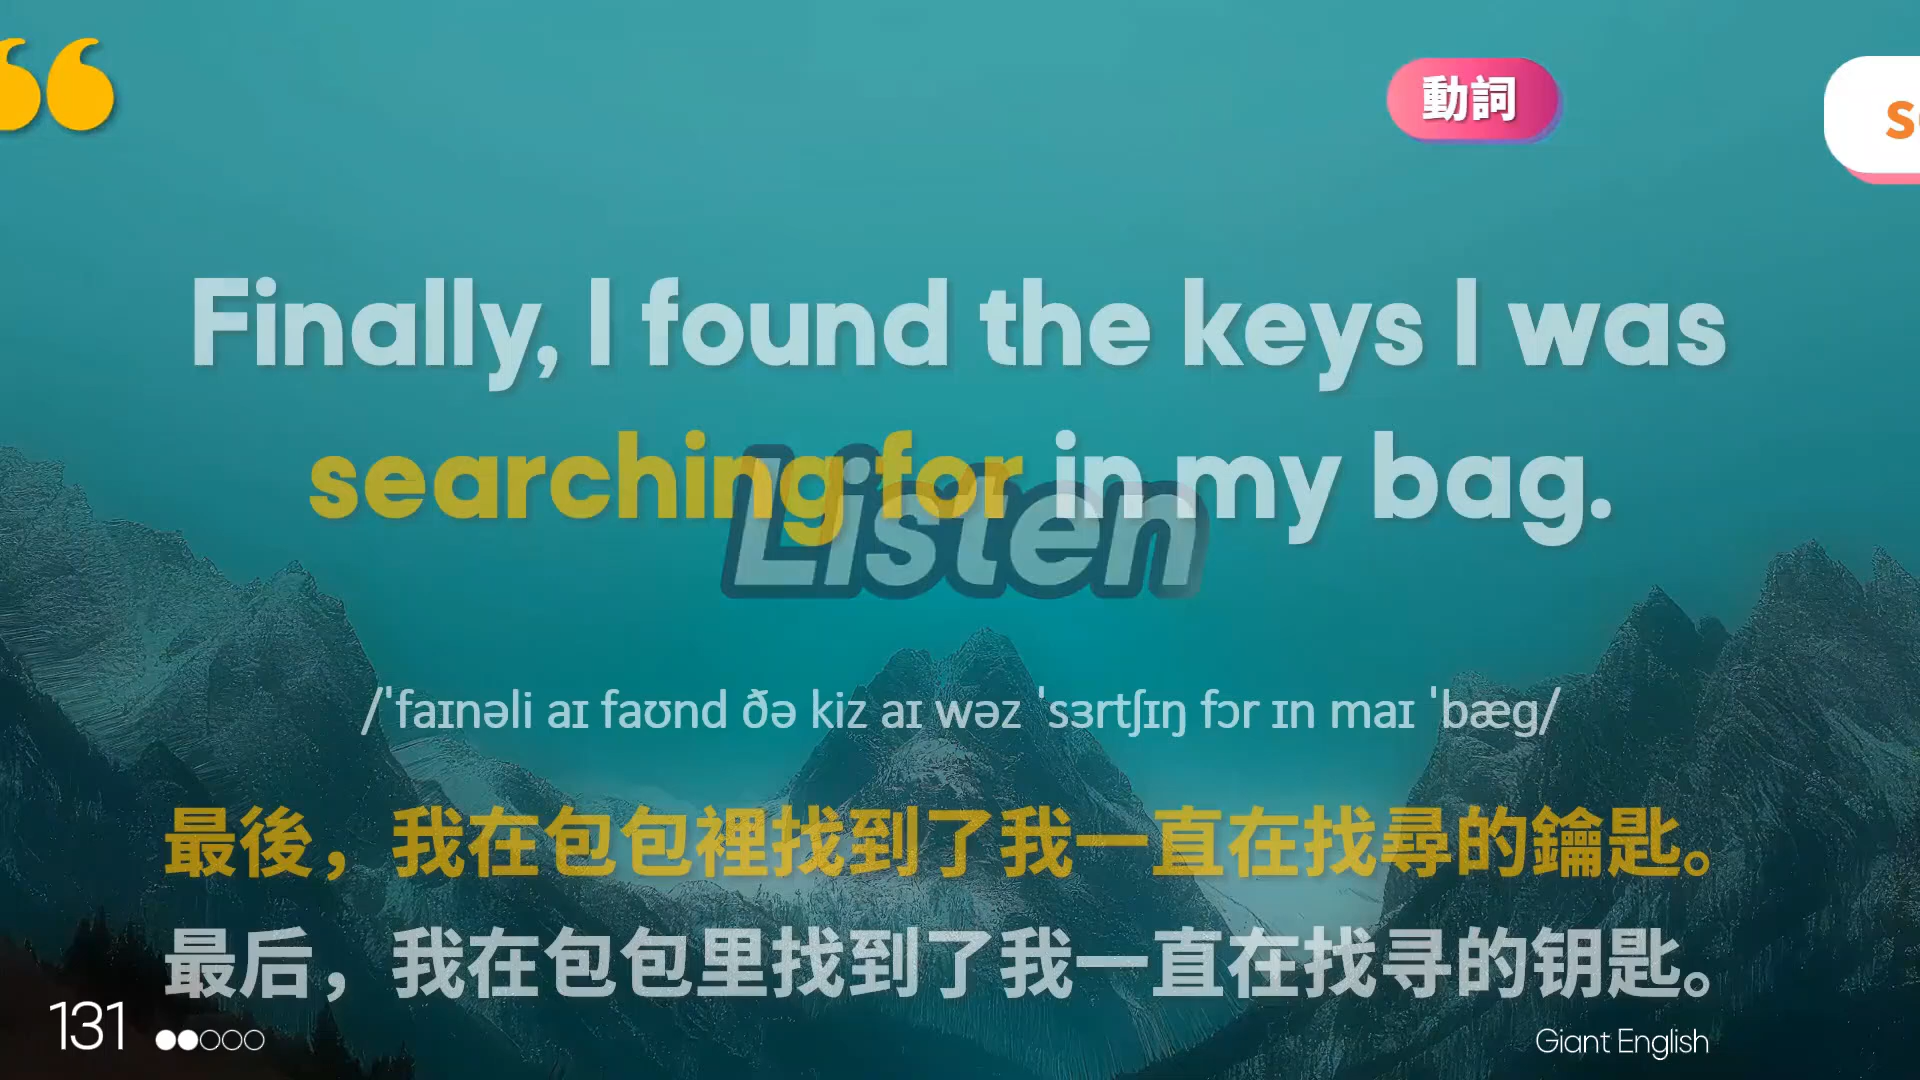 動詞
Finally, I found the keys I was
searching for in my bag.
Listen
/ˈfaɪnəli aɪ faʊnd ðə kiz aɪ wəz ˈsɜrtʃɪŋ fɔr ɪn maɪ ˈbæg/
最後，我在包包裡找到了我一直在找尋的鑰匙。
最后，我在包包里找到了我一直在找寻的钥匙。
131
Giant English